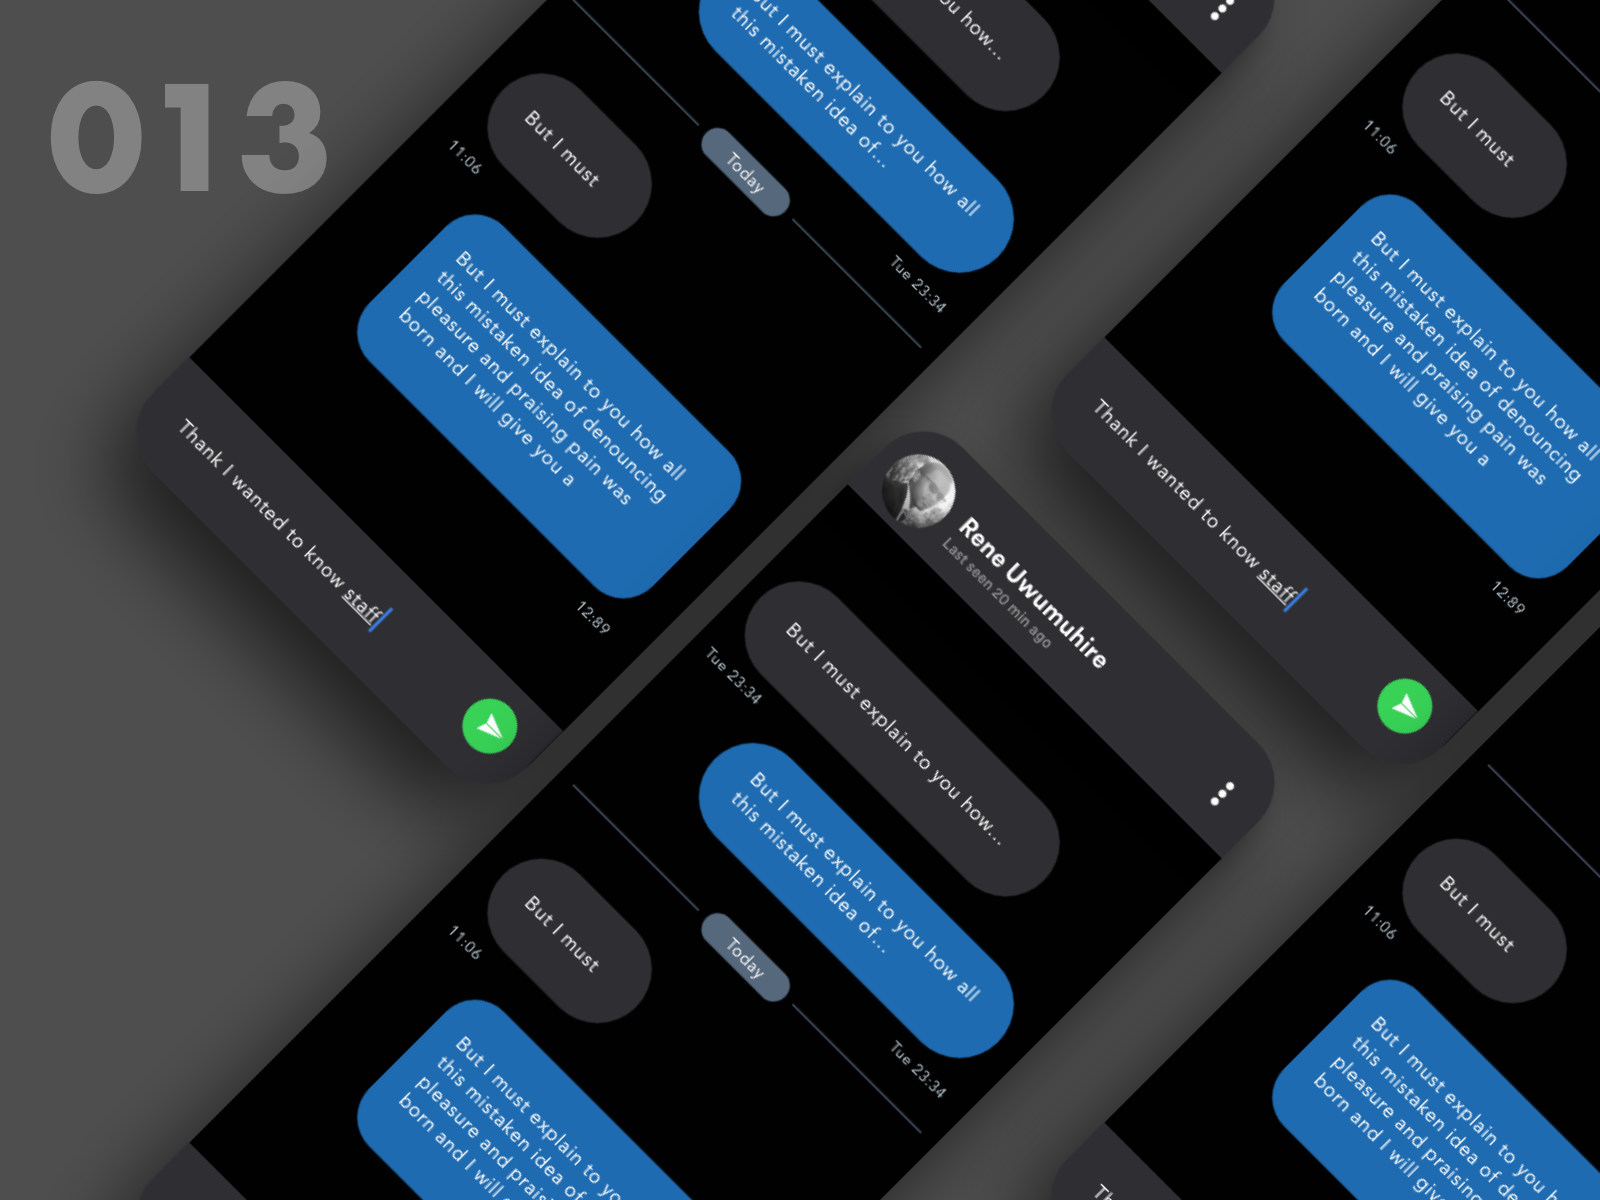 013
ou how...
But I must explain to you how all
this mistaken idea of...
Tue 23:34
Today
But I must
11:06
But I must explain to you how all
this mistaken idea of denouncing
pleasure and praising pain was
born and I will give you a
12:89
Thank I wanted to know staff
But I must
11:06
But I must explain to you how all
this mistaken idea of denouncing
pleasure and praising pain was
born and I will give you a
12:89
Thank I wanted to know staff
Rene Uwumuhire
Last seen 20 min ago
But I must explain to you how...
Tue 23:34
But I must explain to you how all
this mistaken idea of...
Tue 23:34
Today
But I must
11:06
But I must explain to yo
this mistaken idea of
pleasure and praising
born and I will
But I must
11:06
But I must explain to you h
this mistaken idea of de
pleasure and praising
born and I will giv
Th